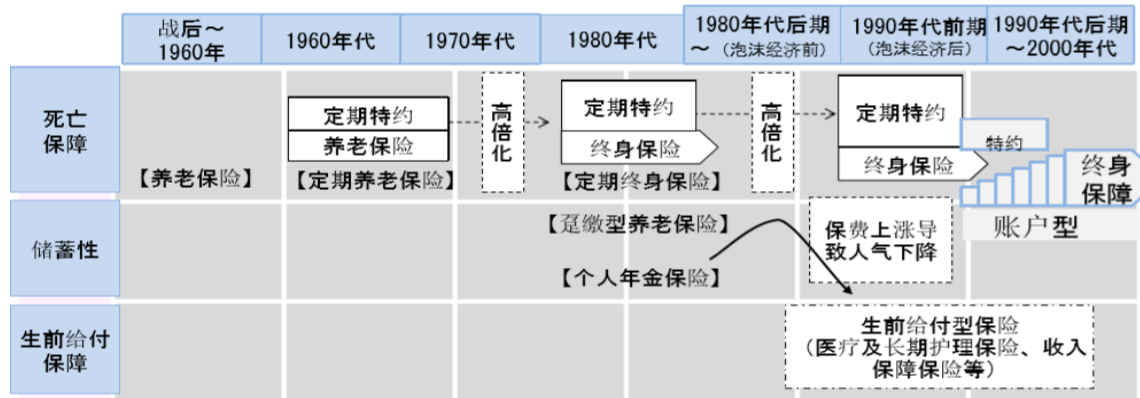 战后～
1960年
1960年代
1970年代
1980年代
1980年代后期
～（泡沫经济前）
1990年代前期
（泡沫经济后）
1990年代后期
～2000年代
死亡
保障
【养老保险】
定期特约
养老保险
【定期养老保险】
高
倍
化
定期特约
终身保险
【定期终身保险】
高
倍
化
定期特约
终身保险
特约
终身
保障
账户型
储蓄性
【趸缴型养老保险】
【个人年金保险】
保费上涨导
致人气下降
生前给付
保障
生前给付型保险
（医疗及长期护理保险、收入
保障保险等）